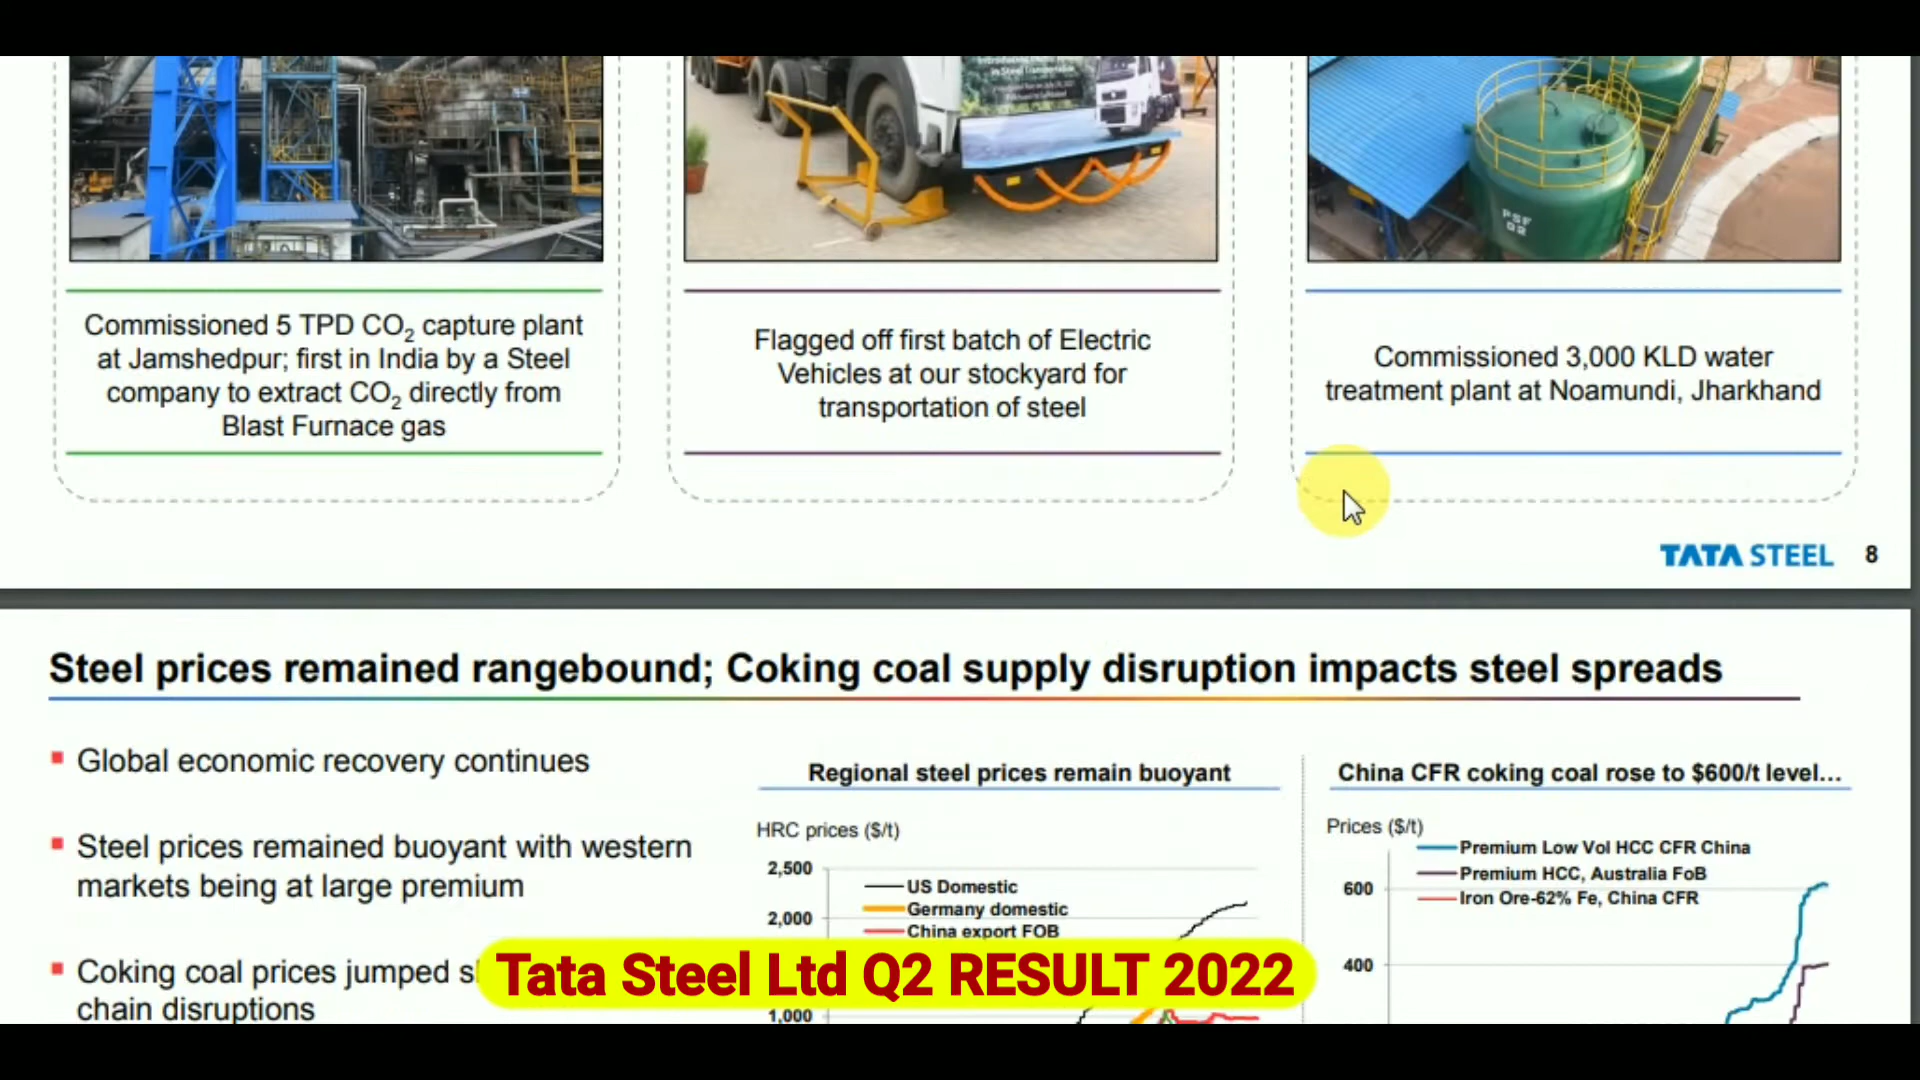 in Steel Transportation
PSF
02
Commissioned 5 TPD CO₂ capture plant
at Jamshedpur; first in India by a Steel
company to extract CO₂ directly from
Blast Furnace gas
Flagged off first batch of Electric
Vehicles at our stockyard for
transportation of steel
Commissioned 3,000 KLD water
treatment plant at Noamundi, Jharkhand
TATA STEEL
8
Steel prices remained rangebound; Coking coal supply disruption impacts steel spreads
Global economic recovery continues
Steel prices remained buoyant with western
markets being at large premium
Coking coal prices jumped
chain disruptions
Regional steel prices remain buoyant
HRC prices ($/t)
2,500
US Domestic
Germany domestic
2,000
China export FOB
1,000
China CFR coking coal rose to $600/t level...
Prices ($/t)
Premium Low Vol HCC CFR China
Premium HCC, Australia FoB
600
Iron Ore-62% Fe, China CFR
400
Tata Steel Ltd Q2 RESULT 2022